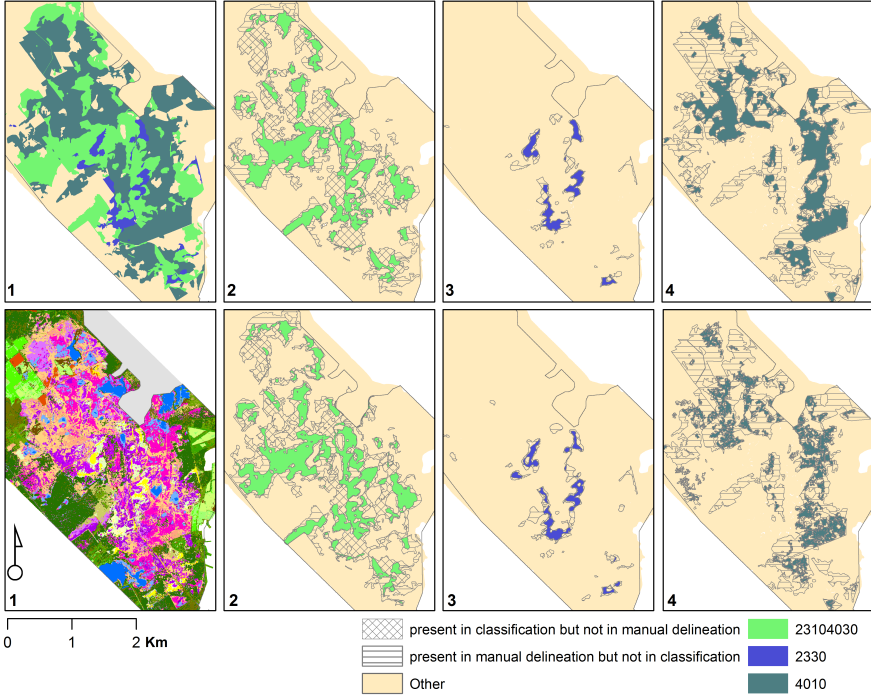 1
2
3
4
1
2
3
4
0 1 2 Km
present in classification but not in manual delineation
23104030
present in manual delineation but not in classification
2330
Other
4010